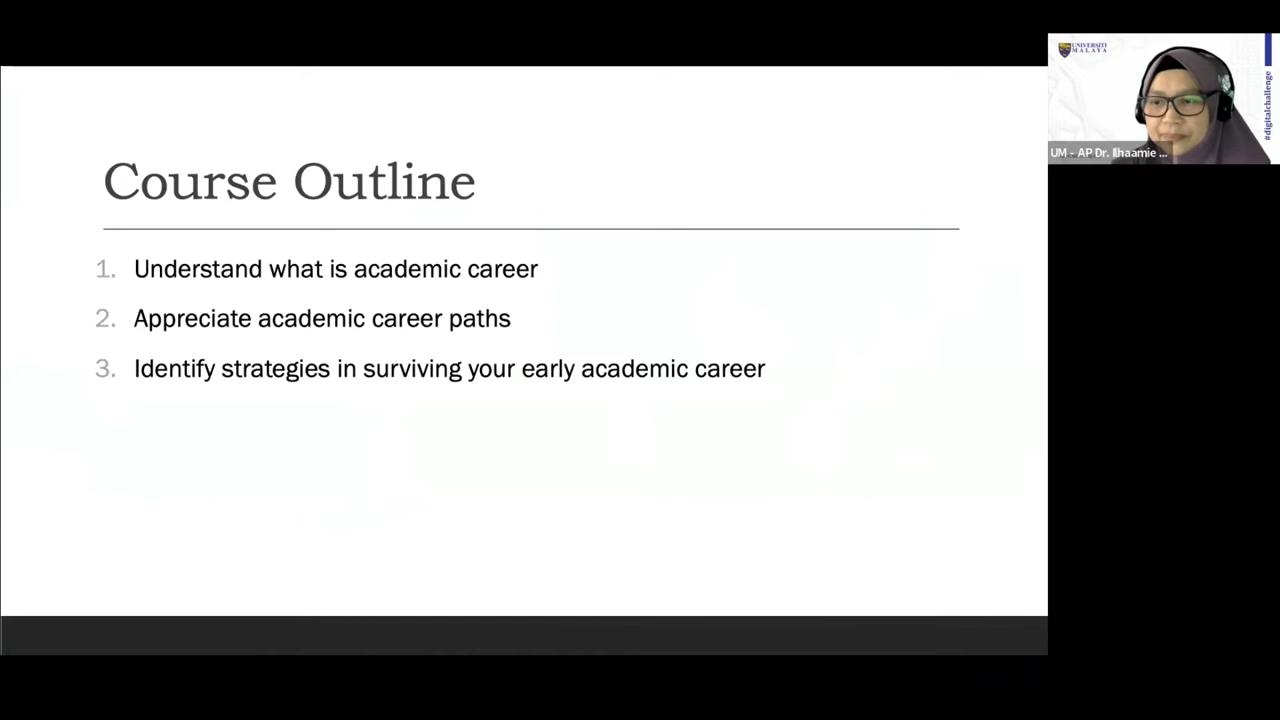 Course Outline
1. Understand what is academic career
2. Appreciate academic career paths
3. Identify strategies in surviving your early academic career
UNIVERSITI
MALAYA
#digitalchallenge
UM - AP Dr. Ilhaamie ...